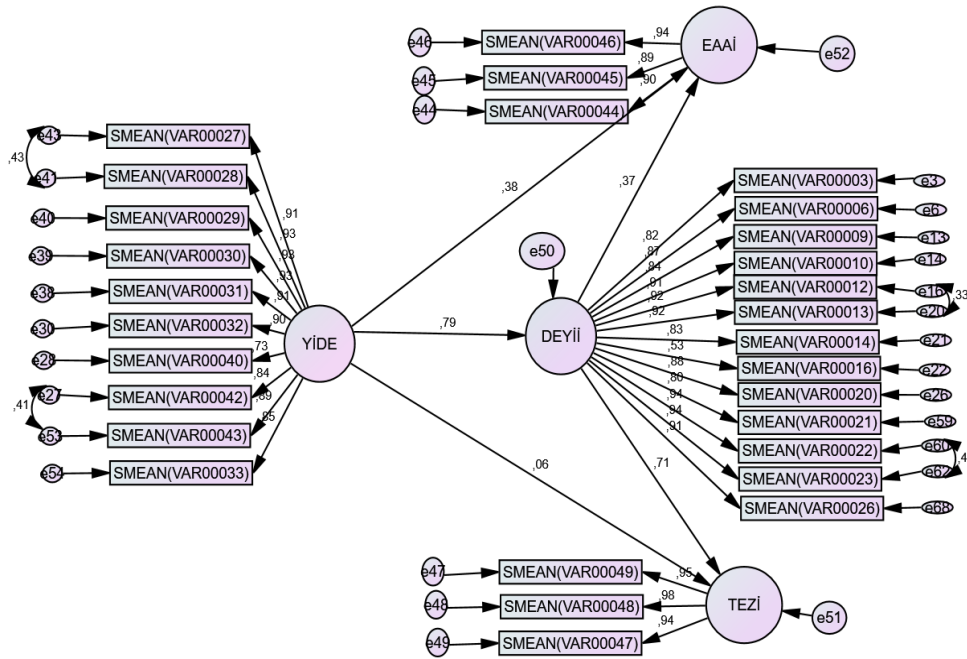 e46
SMEAN(VAR00046)
,94
EAAİ
e52
e45
SMEAN(VAR00045)
,89
e44
SMEAN(VAR00044)
,90
e43
SMEAN(VAR00027)
,43
e41
SMEAN(VAR00028)
e40
SMEAN(VAR00029)
e39
SMEAN(VAR00030)
e38
SMEAN(VAR00031)
e30
SMEAN(VAR00032)
e28
SMEAN(VAR00040)
e27
SMEAN(VAR00042)
,41
e53
SMEAN(VAR00043)
e54
SMEAN(VAR00033)
,91
,93
,93
,93
,91
,90
,73
,84
,89
,85
YİDE
,38
,37
,79
,06
,71
e50
DEYİİ
,82
,87
,84
,91
,92
,92
,83
,53
,88
,80
,94
,94
,91
SMEAN(VAR00003)
e3
SMEAN(VAR00006)
e6
SMEAN(VAR00009)
e13
SMEAN(VAR00010)
e14
SMEAN(VAR00012)
e16
,33
SMEAN(VAR00013)
e20
SMEAN(VAR00014)
e21
SMEAN(VAR00016)
e22
SMEAN(VAR00020)
e26
SMEAN(VAR00021)
e59
SMEAN(VAR00022)
e60
,4
SMEAN(VAR00023)
e62
SMEAN(VAR00026)
e68
e47
SMEAN(VAR00049)
,95
e48
SMEAN(VAR00048)
,98
TEZİ
e51
e49
SMEAN(VAR00047)
,94